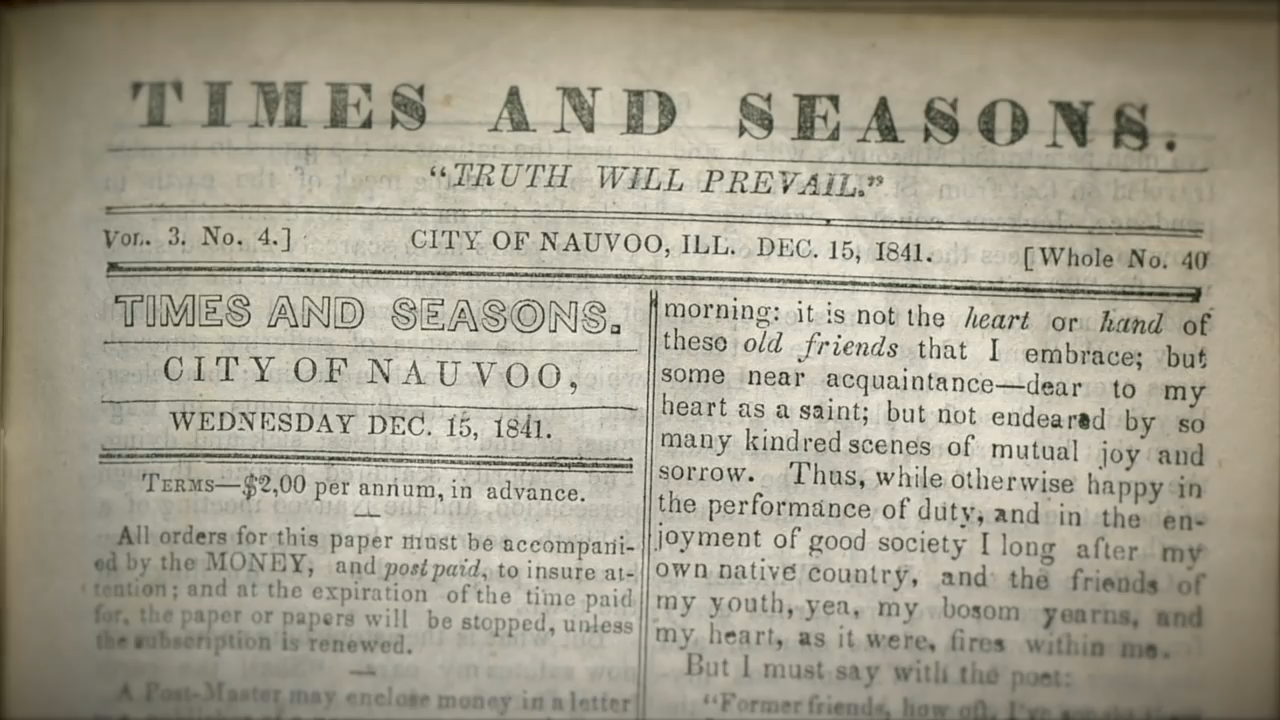 TIMES AND SEASONS.
"TRUTH WILL PREVAIL."
VOL. 3. No. 4.] CITY OF NAUVOO, ILL. DEC. 15, 1841. [Whole No. 40
TIMES AND SEASONS.
CITY OF NAUVOO,
WEDNESDAY DEC. 15, 1841.
TERMS—$2,00 per annum, in advance.
All orders for this paper must be accompani-
ed by the MONEY, and postpaid, to insure at-
tention; and at the expiration of the time paid
for, the paper or papers will be stopped, unless
the subscription is renewed.
A Post-Master may enclose money in a letter
morning: it is not the heart or hand of
these old friends that I embrace; but
some near acquaintance—dear to my
heart as a saint; but not endeared by so
many kindred scenes of mutual joy and
sorrow. Thus, while otherwise happy in
the performance of duty, and in the en-
joyment of good society I long after my
own native country, and the friends of
my youth, yea, my bosom yearns, and
my heart, as it were, fires within me.
But I must say with the poet:
"Former friends, how oft, I've